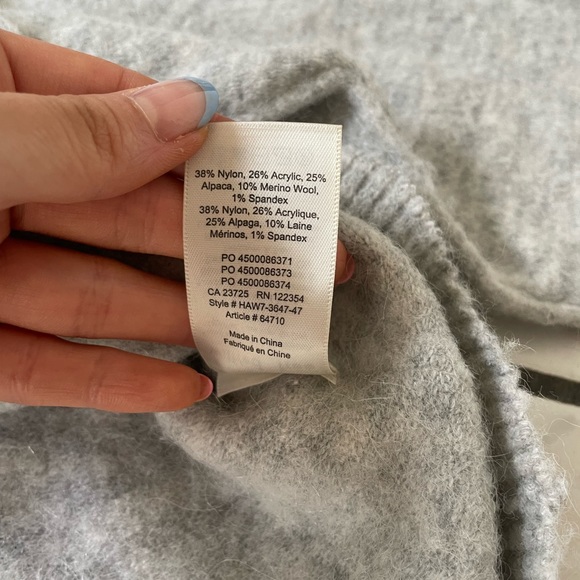 38% Nylon, 26% Acrylic, 25%
Alpaca, 10% Merino Wool,
1% Spandex
38% Nylon, 26% Acrylique,
25% Alpaga, 10% Laine
Mérinos, 1% Spandex
PO 4500086371
PO 4500086373
PO 4500086374
CA 23725 RN 122354
Style # HAW7-3647-47
Article # 64710
Made in China
Fabriqué en Chine